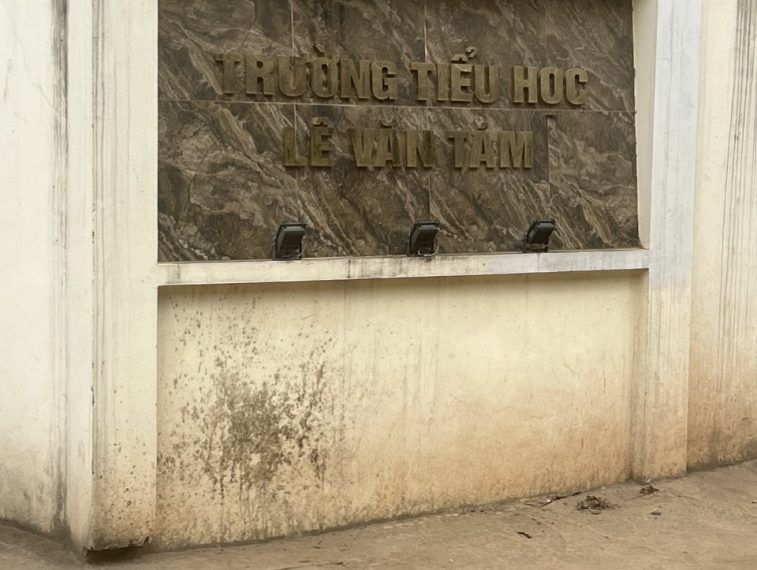 TRƯỜNG TIỂU HỌC
LÊ VĂN TÁM